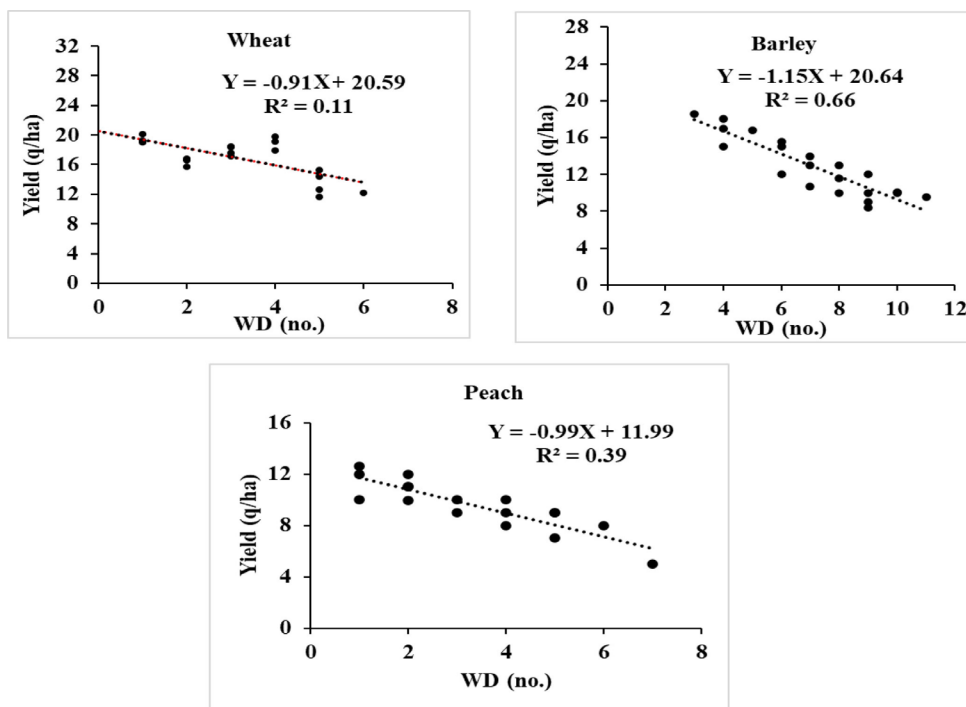 Wheat
Y = -0.91X+ 20.59
R² = 0.11
Yield (q/ha)
32
28
24
20
16
12
8
4
0
0 2 4 6 8
WD (no.)
Barley
Y = -1.15X + 20.64
R² = 0.66
Yield (q/ha)
28
24
20
16
12
8
4
0
0 2 4 6 8 10 12
WD (no.)
Peach
Y = -0.99X + 11.99
R² = 0.39
Yield (q/ha)
16
12
8
4
0
0 2 4 6 8
WD (no.)